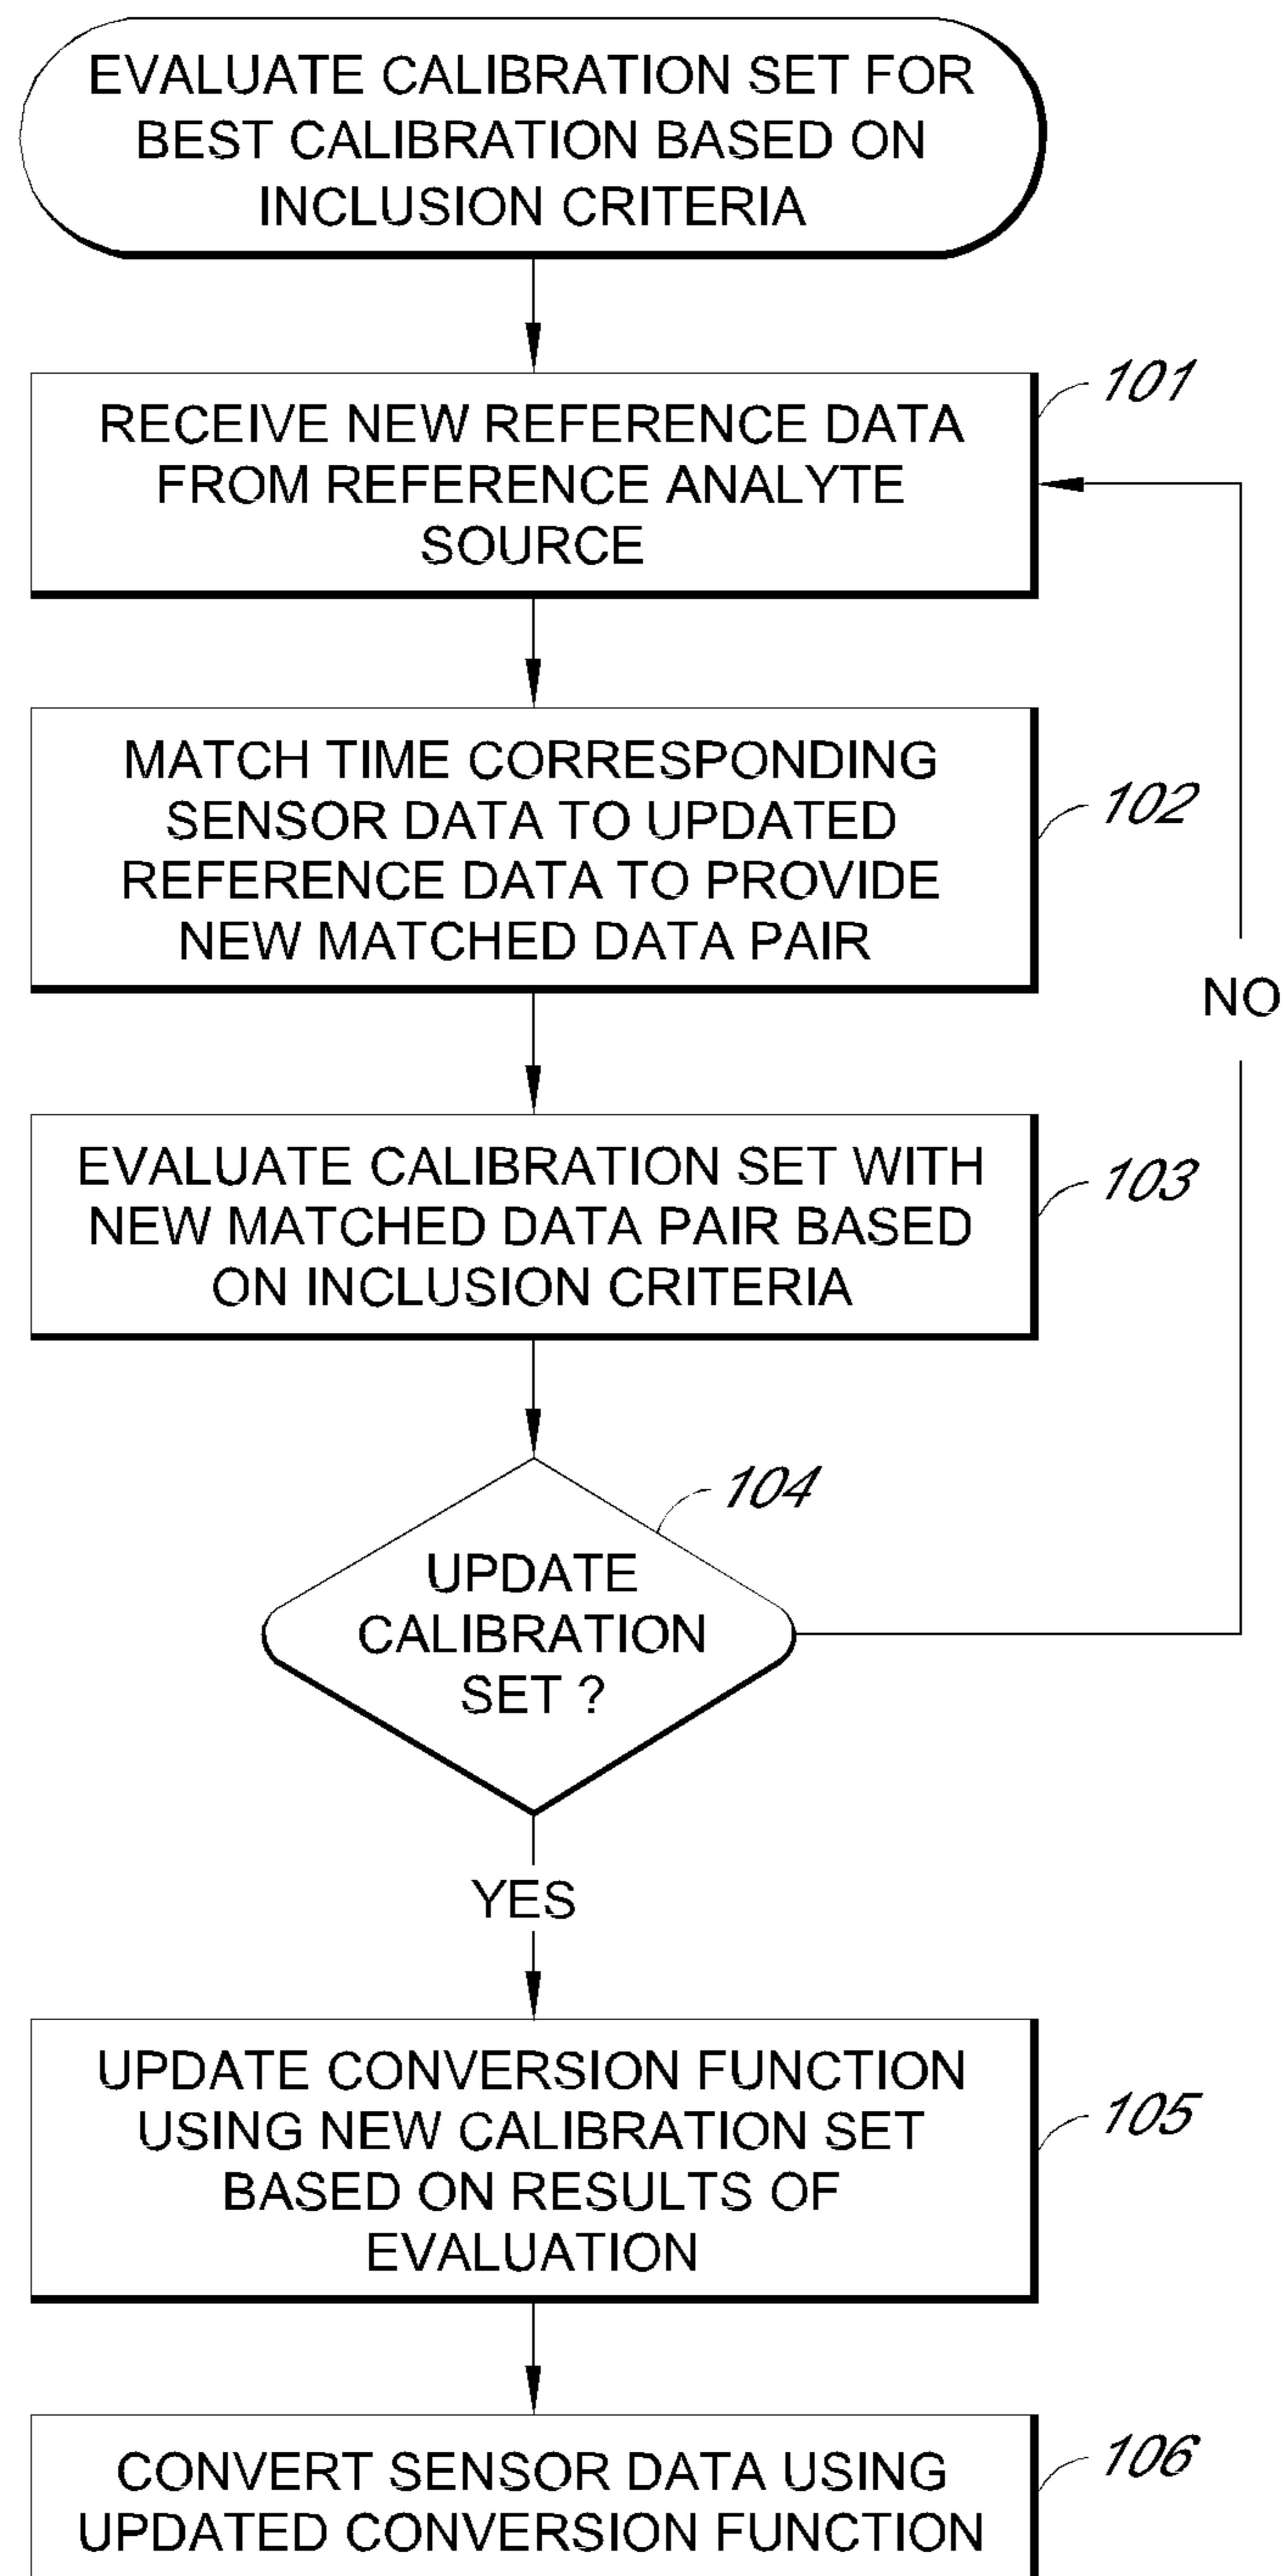 EVALUATE CALIBRATION SET FOR
BEST CALIBRATION BASED ON
INCLUSION CRITERIA
101
RECEIVE NEW REFERENCE DATA
FROM REFERENCE ANALYTE
SOURCE
102
MATCH TIME CORRESPONDING
SENSOR DATA TO UPDATED
REFERENCE DATA TO PROVIDE
NEW MATCHED DATA PAIR
NO
103
EVALUATE CALIBRATION SET WITH
NEW MATCHED DATA PAIR BASED
ON INCLUSION CRITERIA
104
UPDATE
CALIBRATION
SET ?
YES
105
UPDATE CONVERSION FUNCTION
USING NEW CALIBRATION SET
BASED ON RESULTS OF
EVALUATION
106
CONVERT SENSOR DATA USING
UPDATED CONVERSION FUNCTION